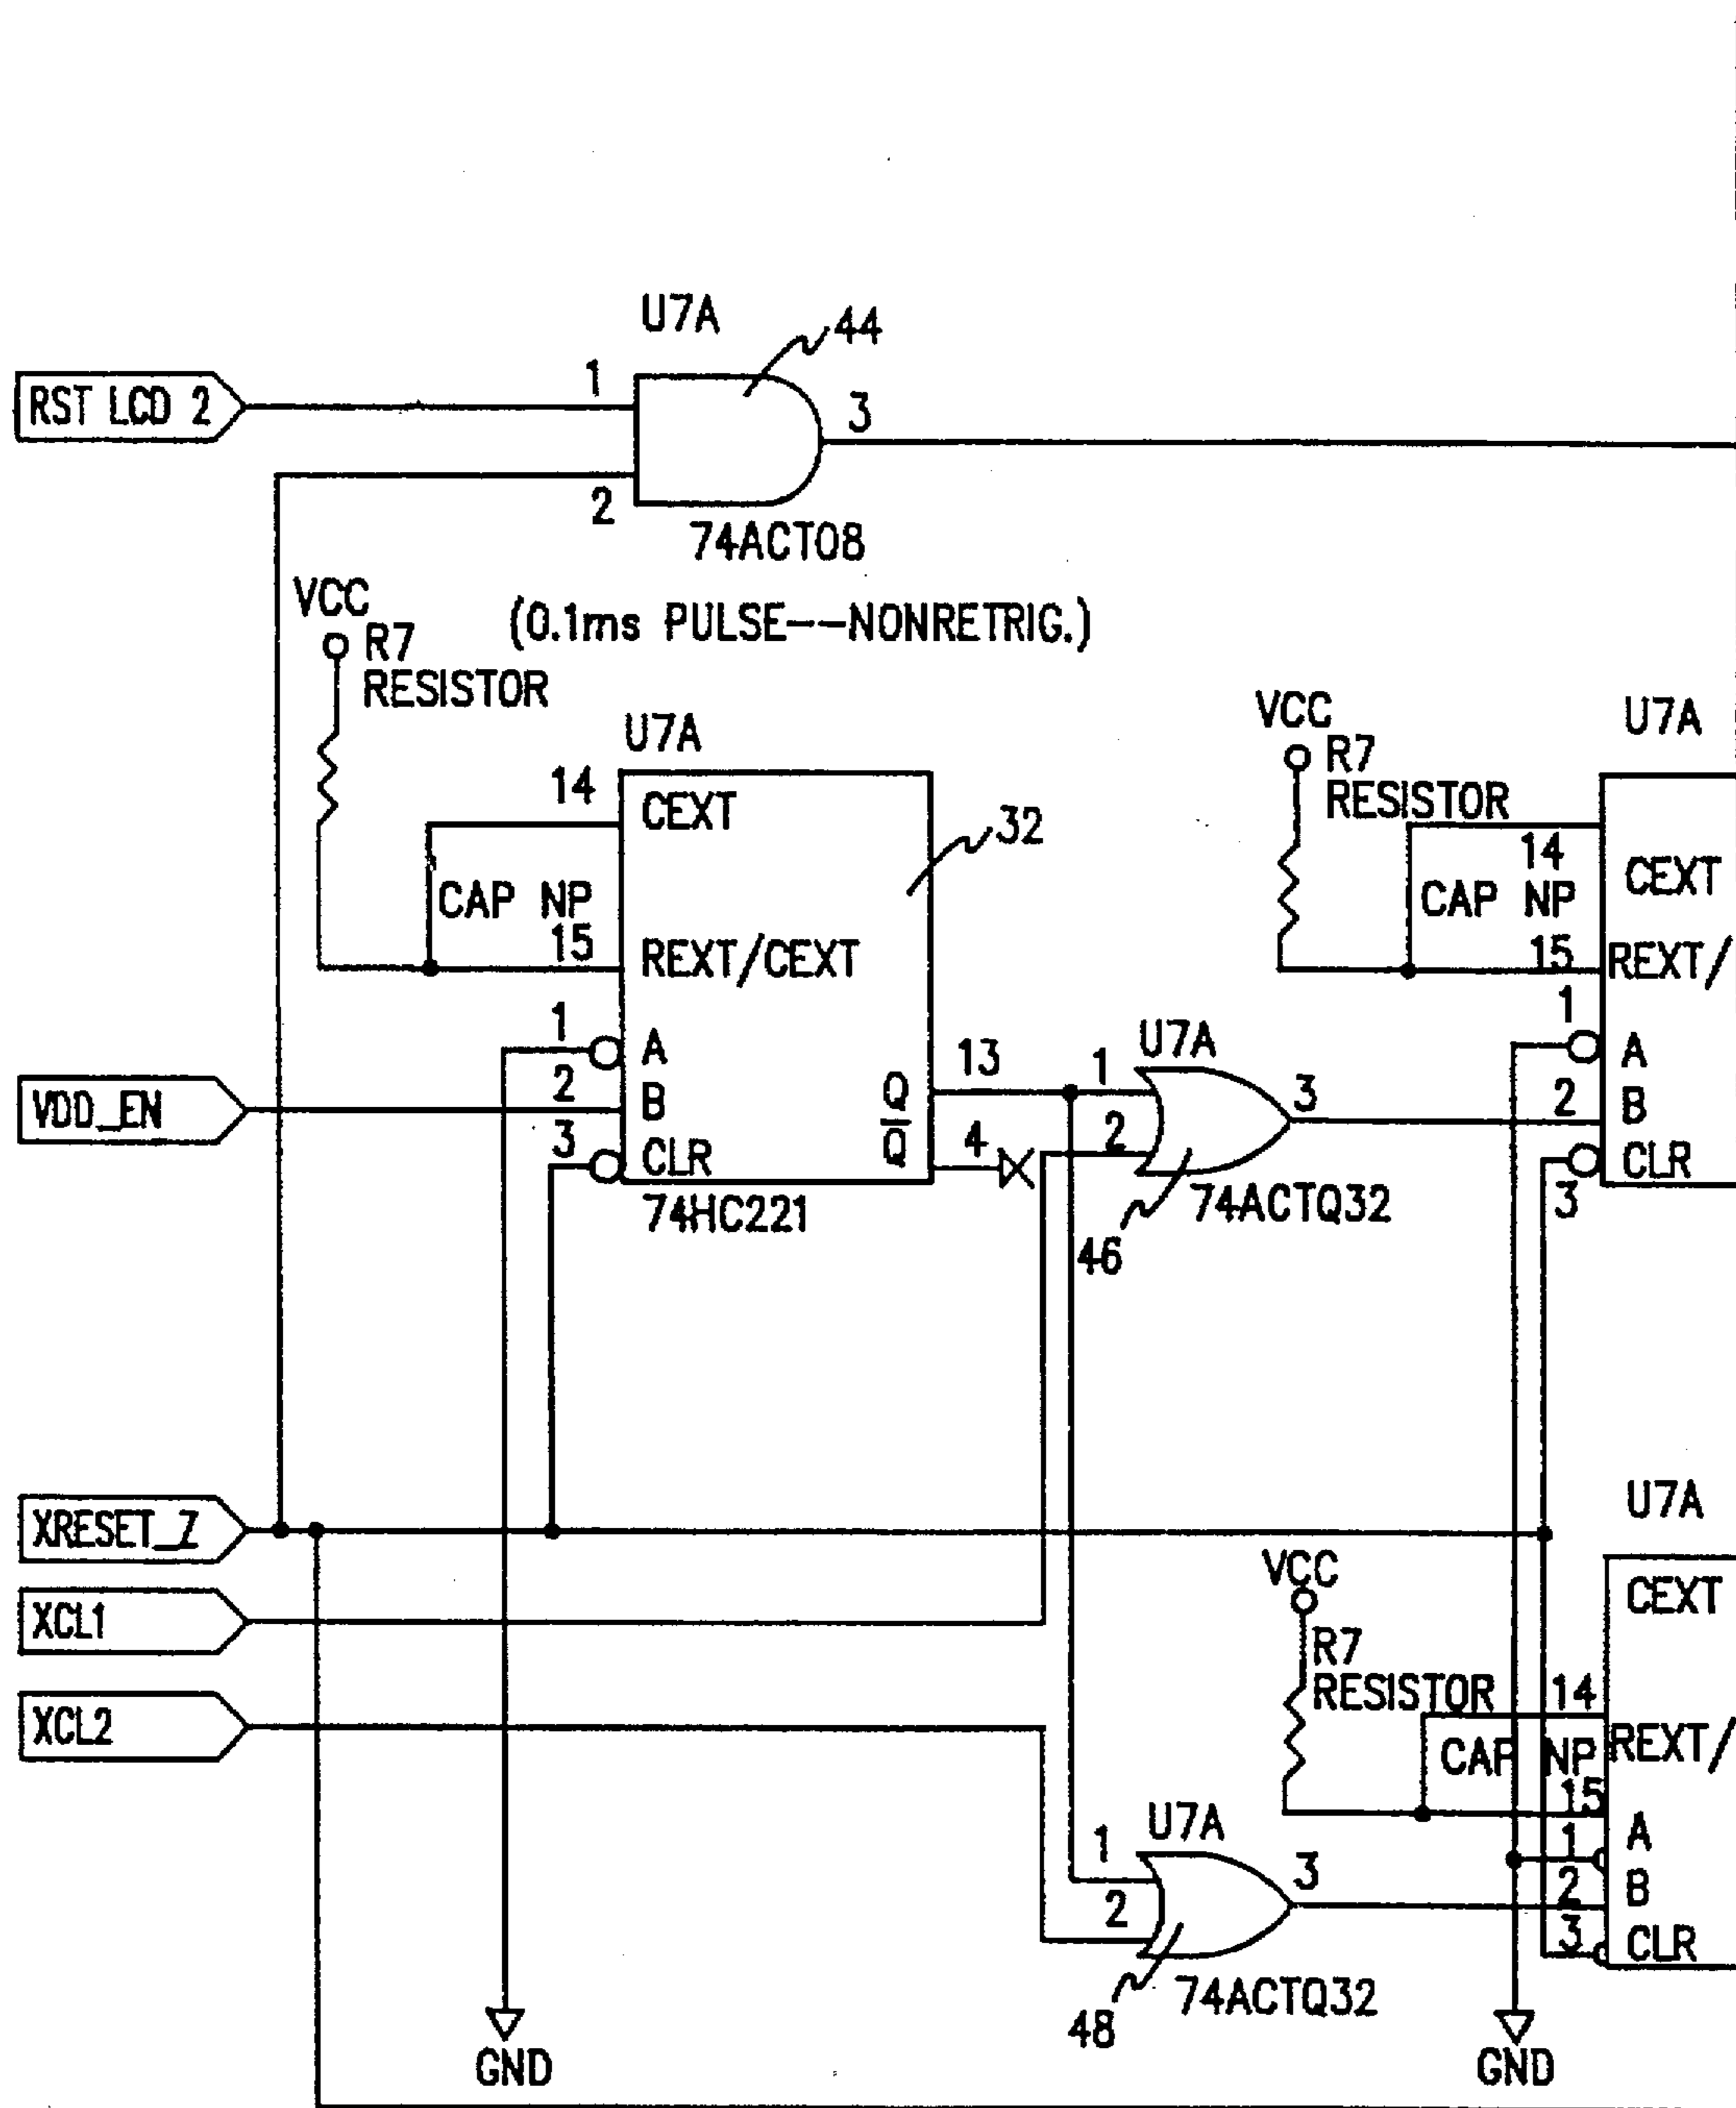 U7A
44
RST LCD 2
1
3
2
74ACT08
VCC
(0.1ms PULSE--NONRETRIG.)
R7
RESISTOR
U7A
VCC
U7A
R7
RESISTOR
14
CEXT
32
14
CEXT
CAP NP
CAP NP
15
REXT/CEXT
15
REXT/
1
A
U7A
1
A
13
1
3
2
B
Q
2
B
VDD_EN
2
3
CLR
Q
4
CLR
3
74HC221
74ACTQ32
46
XRESET_Z
U7A
VCC
CEXT
XCL1
R7
RESISTOR
14
XCL2
CAP NP
REXT/
15
U7A
1
3
1
A
2
2
B
3
CLR
74ACTQ32
48
GND
GND